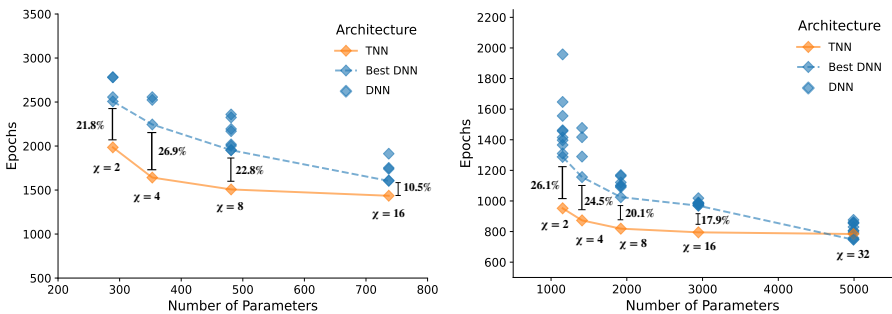 3500
3000
2500
2000
1500
1000
500
Epochs
200
300
400
500
600
700
800
Number of Parameters
Architecture
TNN
Best DNN
DNN
21.8%
26.9%
22.8%
10.5%
χ = 2
χ = 4
χ = 8
χ = 16
2200
2000
1800
1600
1400
1200
1000
800
600
Epochs
1000
2000
3000
4000
5000
Number of Parameters
Architecture
TNN
Best DNN
DNN
26.1%
24.5%
20.1%
17.9%
χ = 2
χ = 4
χ = 8
χ = 16
χ = 32